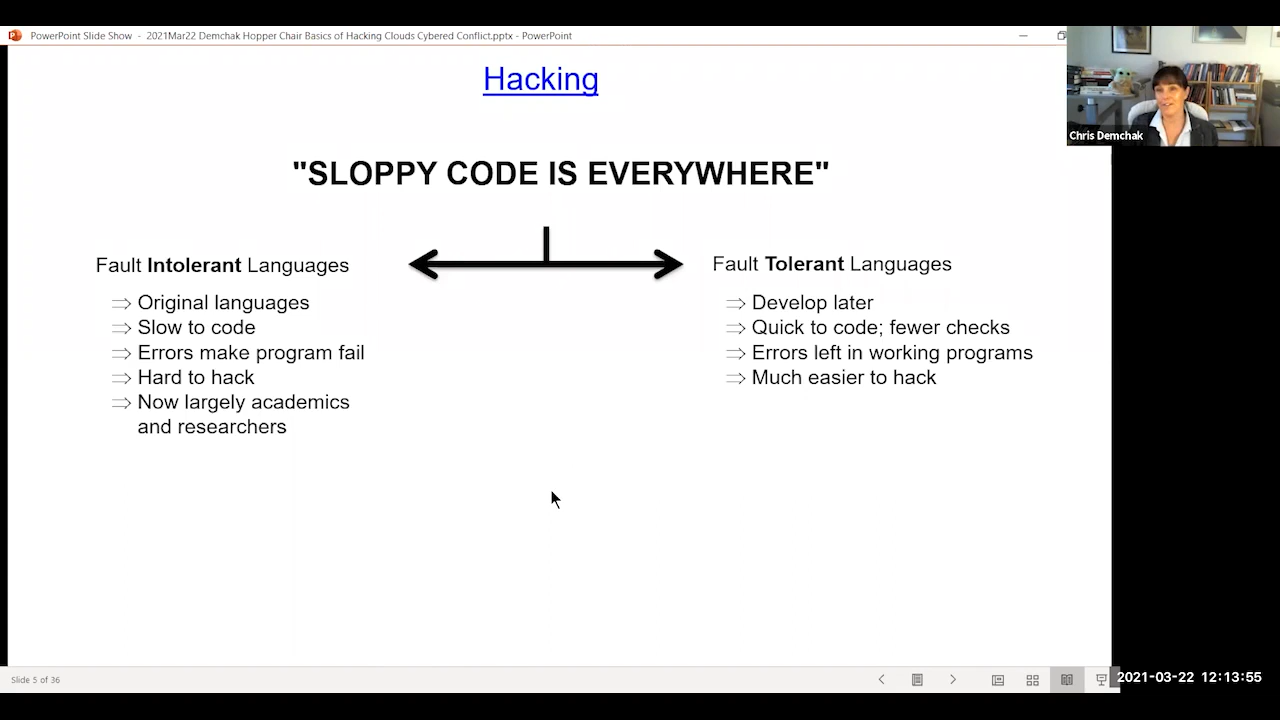 PowerPoint Slide Show - 2021Mar22 Demchak Hopper Chair Basics of Hacking Clouds Cybered Conflict.pptx - PowerPoint
Hacking
"SLOPPY CODE IS EVERYWHERE"
Fault Intolerant Languages
⇒ Original languages
⇒ Slow to code
⇒ Errors make program fail
⇒ Hard to hack
⇒ Now largely academics
and researchers
Fault Tolerant Languages
⇒ Develop later
⇒ Quick to code; fewer checks
⇒ Errors left in working programs
⇒ Much easier to hack
Chris Demchak
Slide 5 of 36
2021-03-22 12:13:55